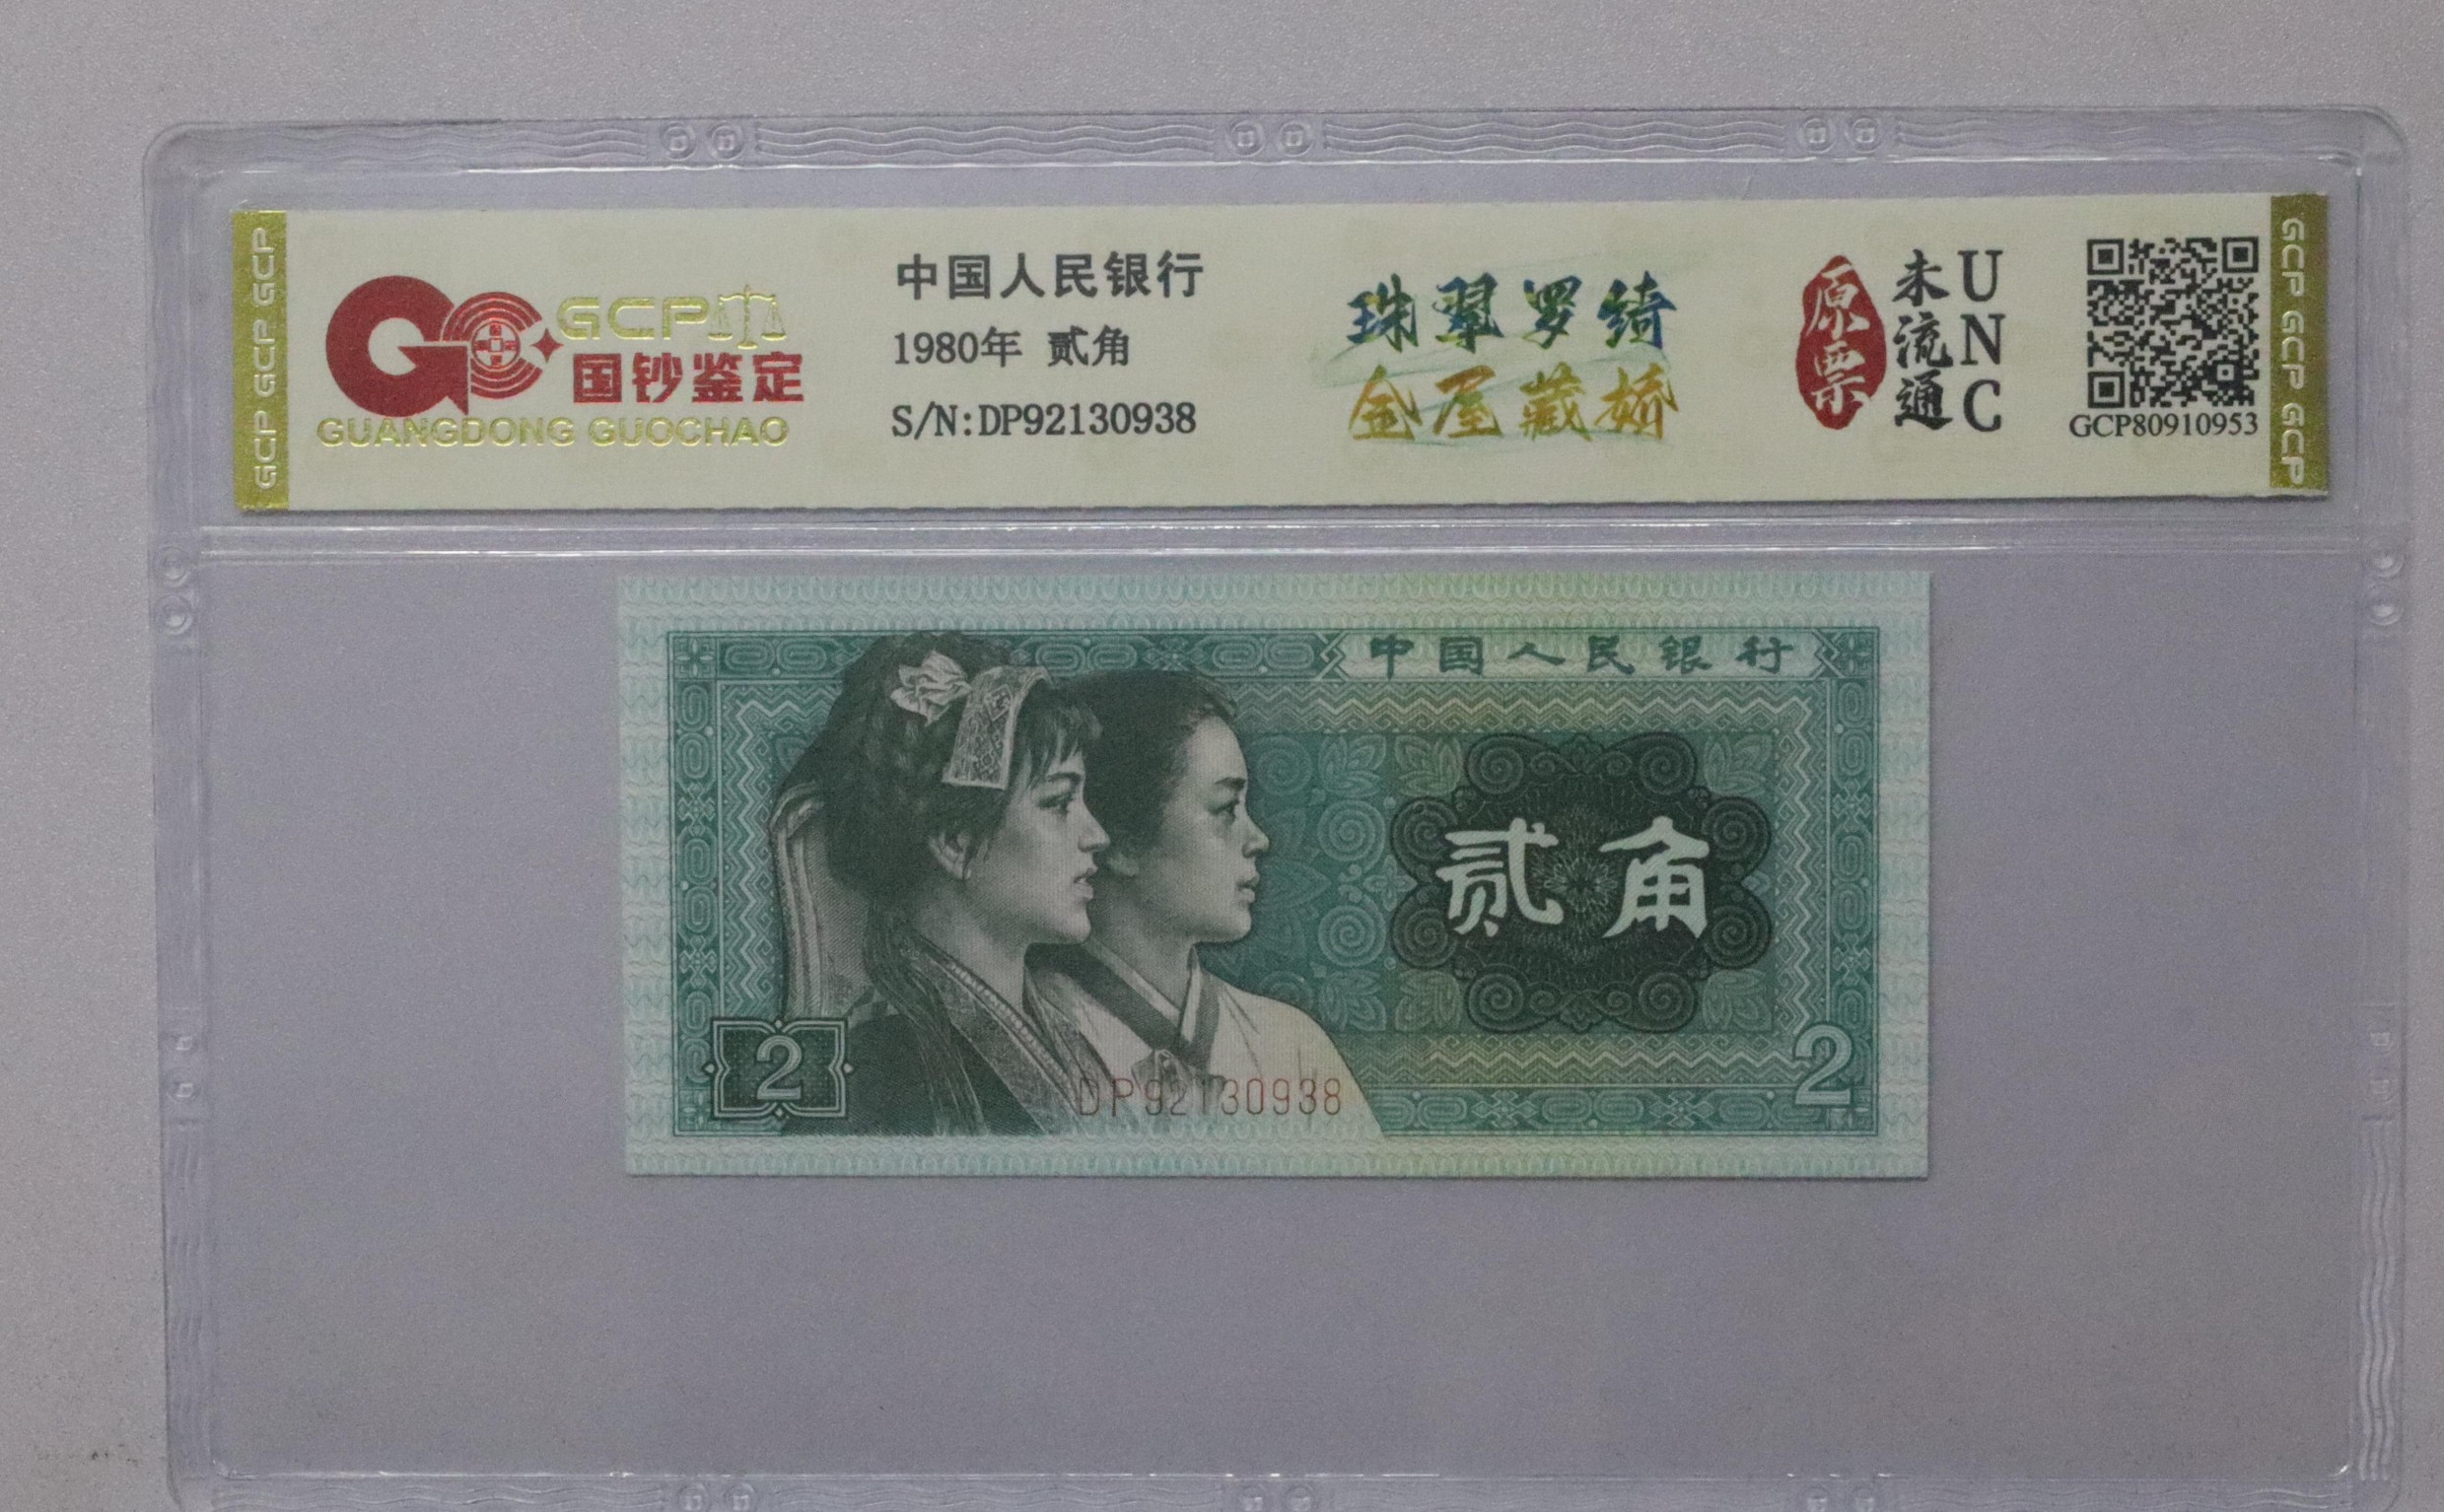 GCP GCP GCP
GCP
国钞鉴定
GUANGDONG GUOCHAO
中国人民银行
1980年 贰角
S/N:DP92130938
珠翠罗绮
金屋藏娇
原票
未流通
UNC
GCP80910953
GCP GCP GCP
中国人民银行
贰角
2
DP92130938
2